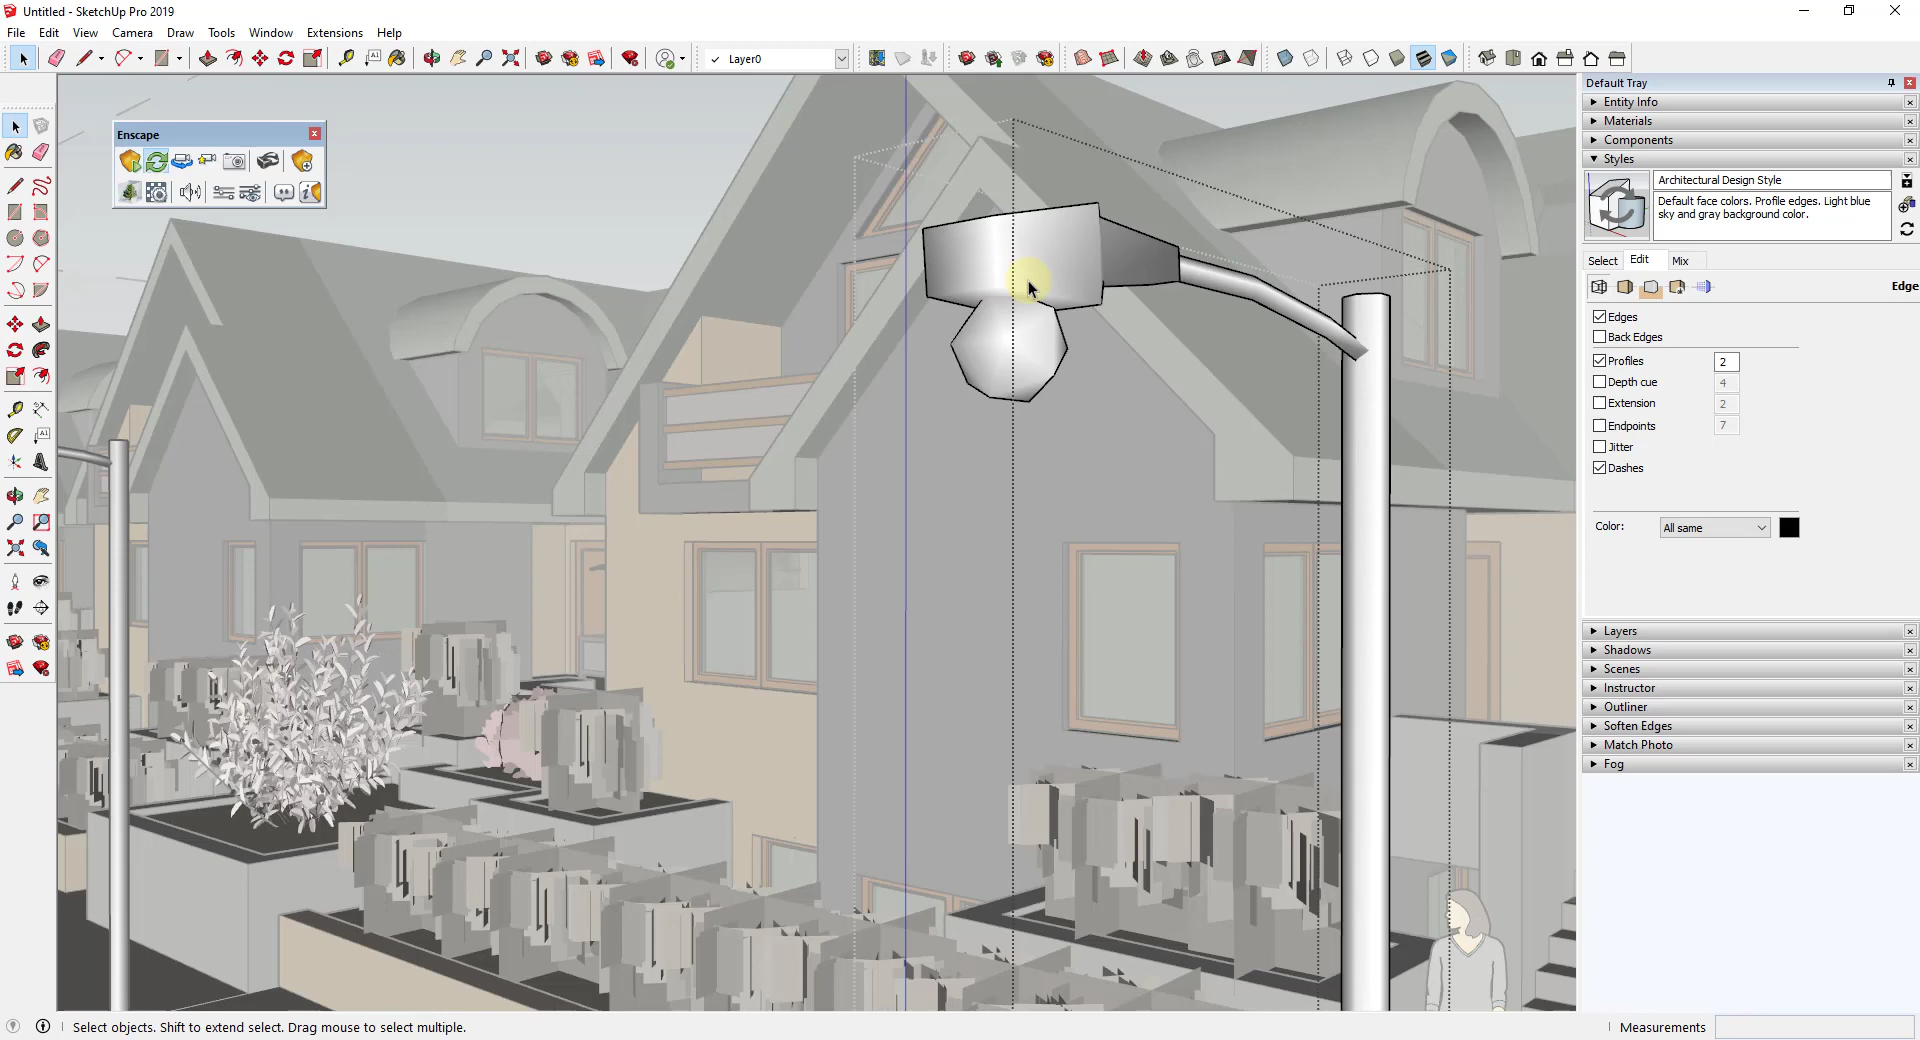 Untitled - SketchUp Pro 2019
File Edit View Camera Draw Tools Window Extensions Help
Layer0
Enscape
Default Tray
Entity Info
Materials
Components
Styles
Architectural Design Style
Default face colors. Profile edges. Light blue
sky and gray background color.
Select Edit Mix
Edge
Edges
Back Edges
Profiles 2
Depth cue 4
Extension 2
Endpoints 7
Jitter
Dashes
Color: All same
Layers
Shadows
Scenes
Instructor
Outliner
Soften Edges
Match Photo
Fog
Select objects. Shift to extend select. Drag mouse to select multiple.
Measurements